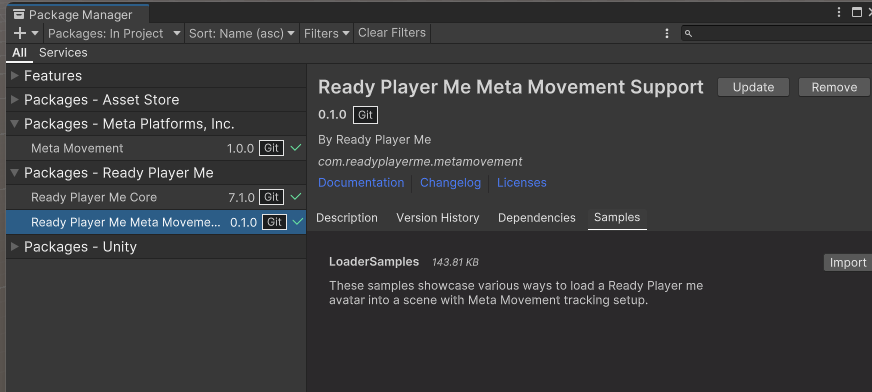 Package Manager
Packages: In Project Sort: Name (asc) Filters Clear Filters
All Services
Features
Packages - Asset Store
Packages - Meta Platforms, Inc.
Meta Movement 1.0.0 Git
Packages - Ready Player Me
Ready Player Me Core 7.1.0 Git
Ready Player Me Meta Moveme... 0.1.0 Git
Packages - Unity
Ready Player Me Meta Movement Support Update Remove
0.1.0 Git
By Ready Player Me
com.readyplayerme.metamovement
Documentation Changelog Licenses
Description Version History Dependencies Samples
LoaderSamples 143.81 KB Import
These samples showcase various ways to load a Ready Player me
avatar into a scene with Meta Movement tracking setup.